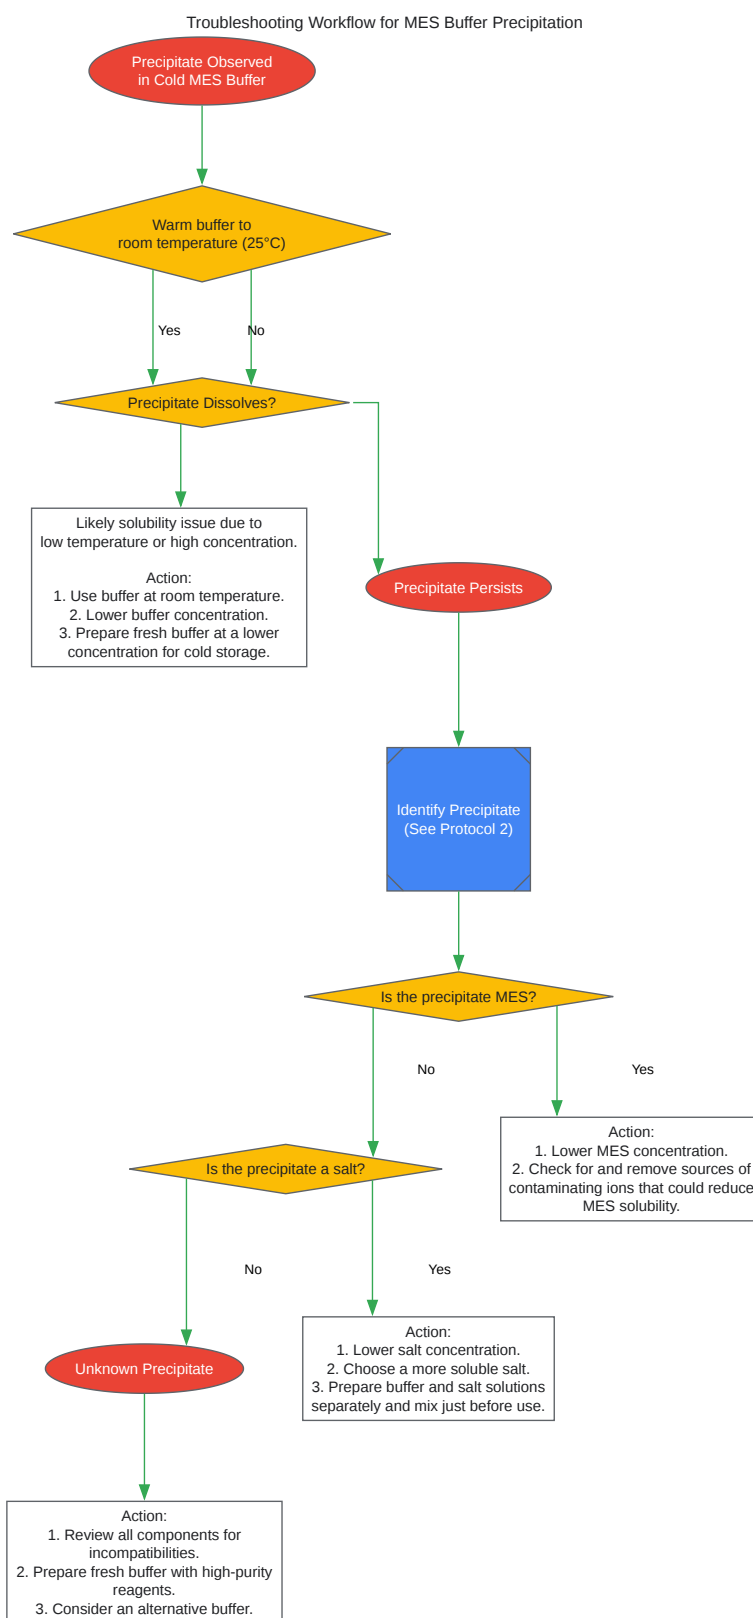 Troubleshooting Workflow for MES Buffer Precipitation
Precipitate Observed
in Cold MES Buffer
Warm buffer to
room temperature (25°C)
Yes
No
Precipitate Dissolves?
Likely solubility issue due to
low temperature or high concentration.
Action:
1. Use buffer at room temperature.
2. Lower buffer concentration.
3. Prepare fresh buffer at a lower
concentration for cold storage.
Precipitate Persists
Identify Precipitate
(See Protocol 2)
Is the precipitate MES?
No
Yes
Action:
1. Lower MES concentration.
2. Check for and remove sources of
contaminating ions that could reduce
MES solubility.
Is the precipitate a salt?
No
Yes
Action:
1. Lower salt concentration.
2. Choose a more soluble salt.
3. Prepare buffer and salt solutions
separately and mix just before use.
Unknown Precipitate
Action:
1. Review all components for
incompatibilities.
2. Prepare fresh buffer with high-purity
reagents.
3. Consider an alternative buffer.